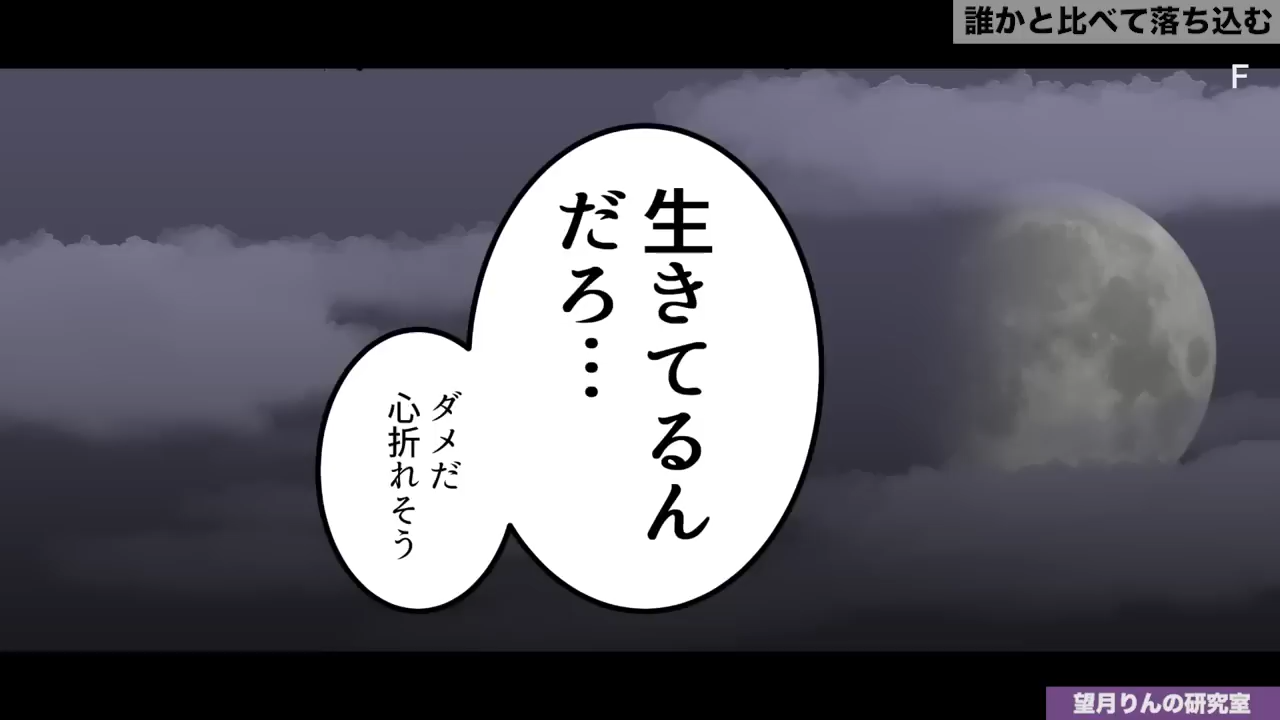 誰かと比べて落ち込む
F
生きてるん
だろ…
ダメだ
心折れそう
望月りんの研究室